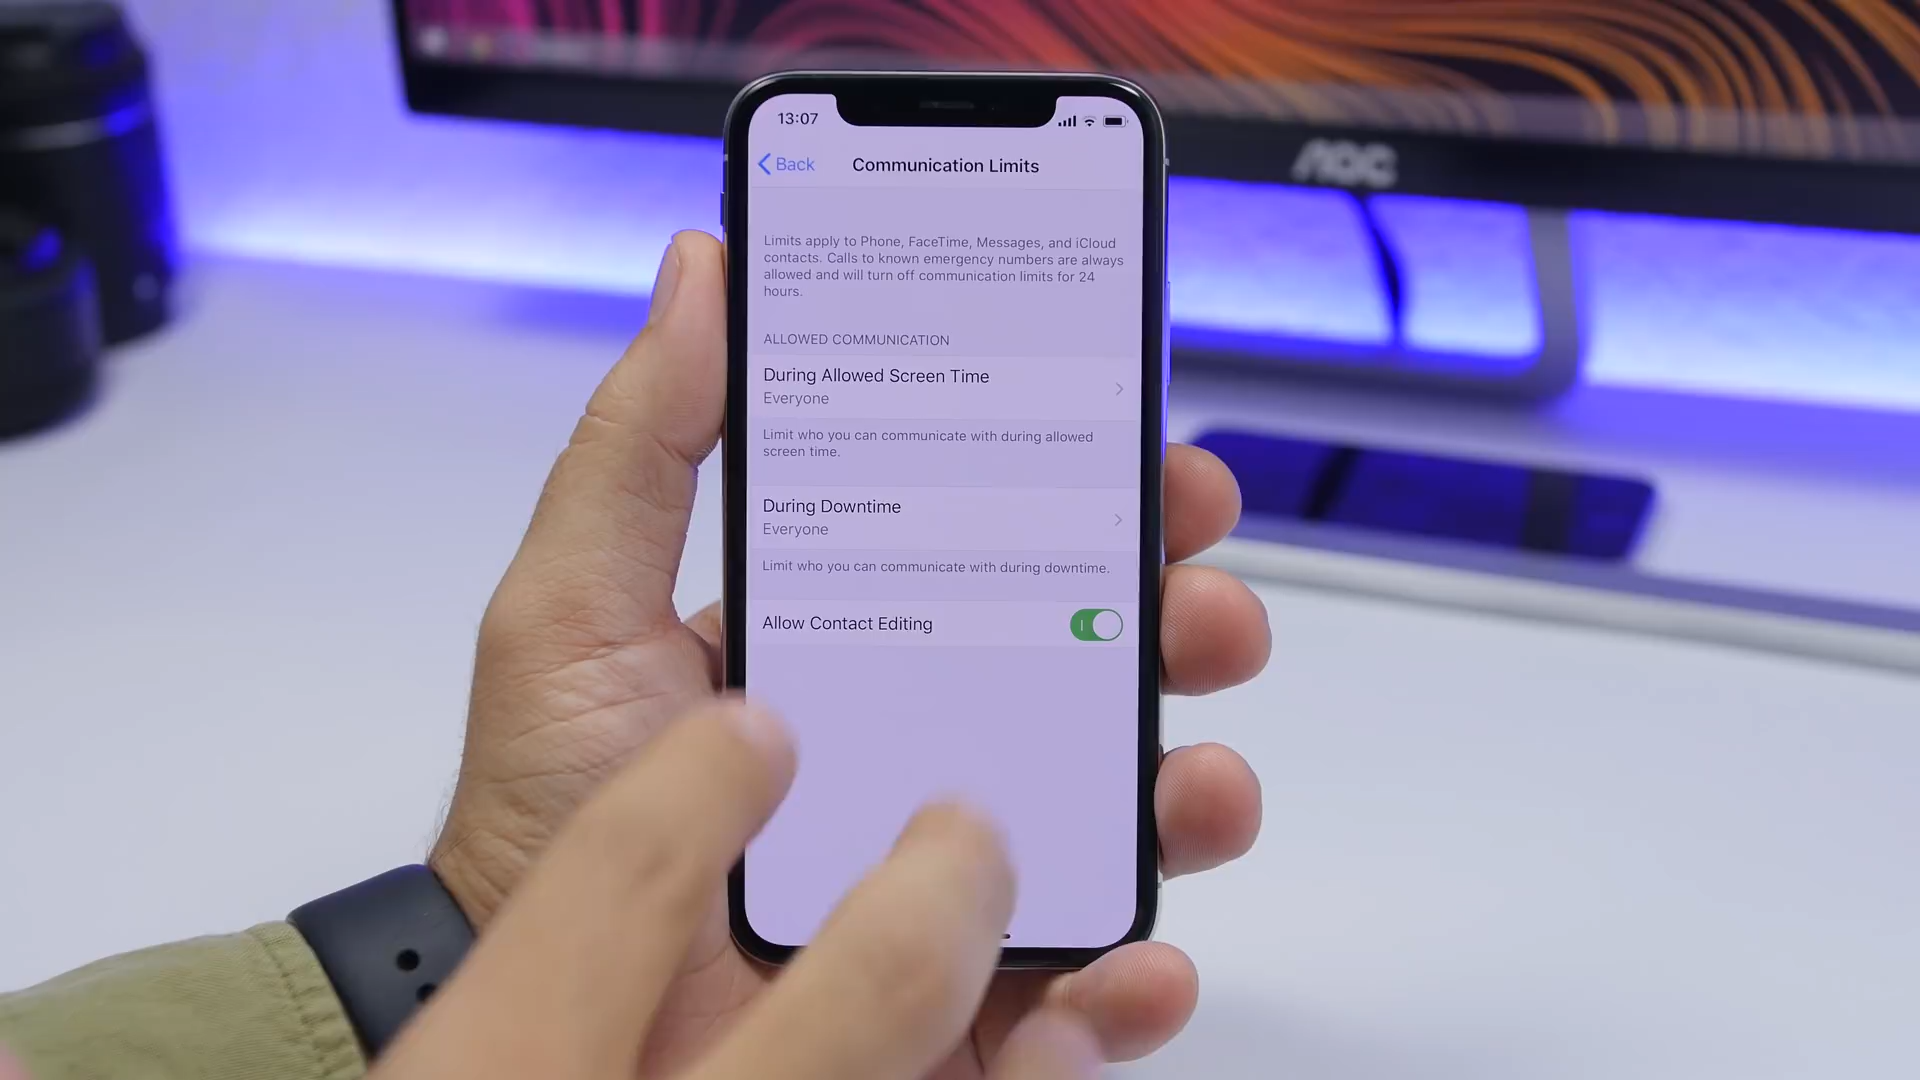 13:07
Back
Communication Limits
Limits apply to Phone, FaceTime, Messages, and iCloud
contacts. Calls to known emergency numbers are always
allowed and will turn off communication limits for 24
hours.
ALLOWED COMMUNICATION
During Allowed Screen Time
Everyone
Limit who you can communicate with during allowed
screen time.
During Downtime
Everyone
Limit who you can communicate with during downtime.
Allow Contact Editing
AOC